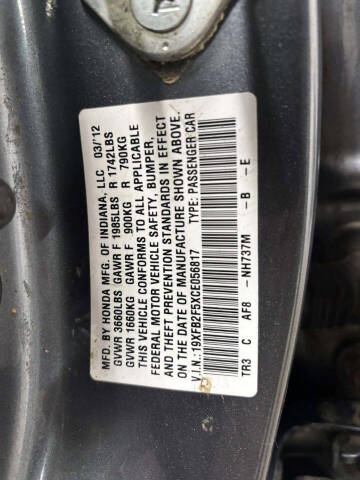 MFD. BY HONDA MFG. OF INDIANA, LLC 03/'12
GVWR 3660LBS GAWR F 1985LBS R 1742LBS
GVWR 1660KG GAWR F 900KG R 790KG
THIS VEHICLE CONFORMS TO ALL APPLICABLE
FEDERAL MOTOR VEHICLE SAFETY, BUMPER,
AND THEFT PREVENTION STANDARDS IN EFFECT
ON THE DATE OF MANUFACTURE SHOWN ABOVE.
V.I.N.:19XFB2F5XCE056817 TYPE: PASSENGER CAR
TR3 C AF8 -NH737M -B -E